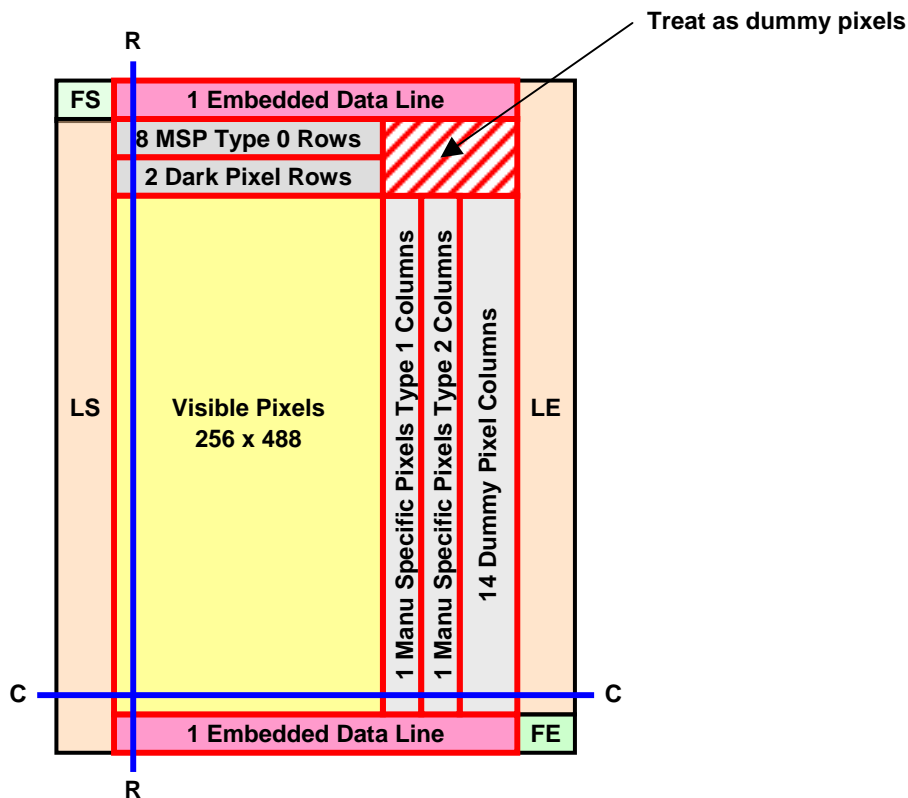 Treat as dummy pixels
R
FS
1 Embedded Data Line
8 MSP Type 0 Rows
2 Dark Pixel Rows
LS
Visible Pixels
256 x 488
1 Manu Specific Pixels Type 1 Columns
1 Manu Specific Pixels Type 2 Columns
14 Dummy Pixel Columns
LE
C
C
1 Embedded Data Line
FE
R